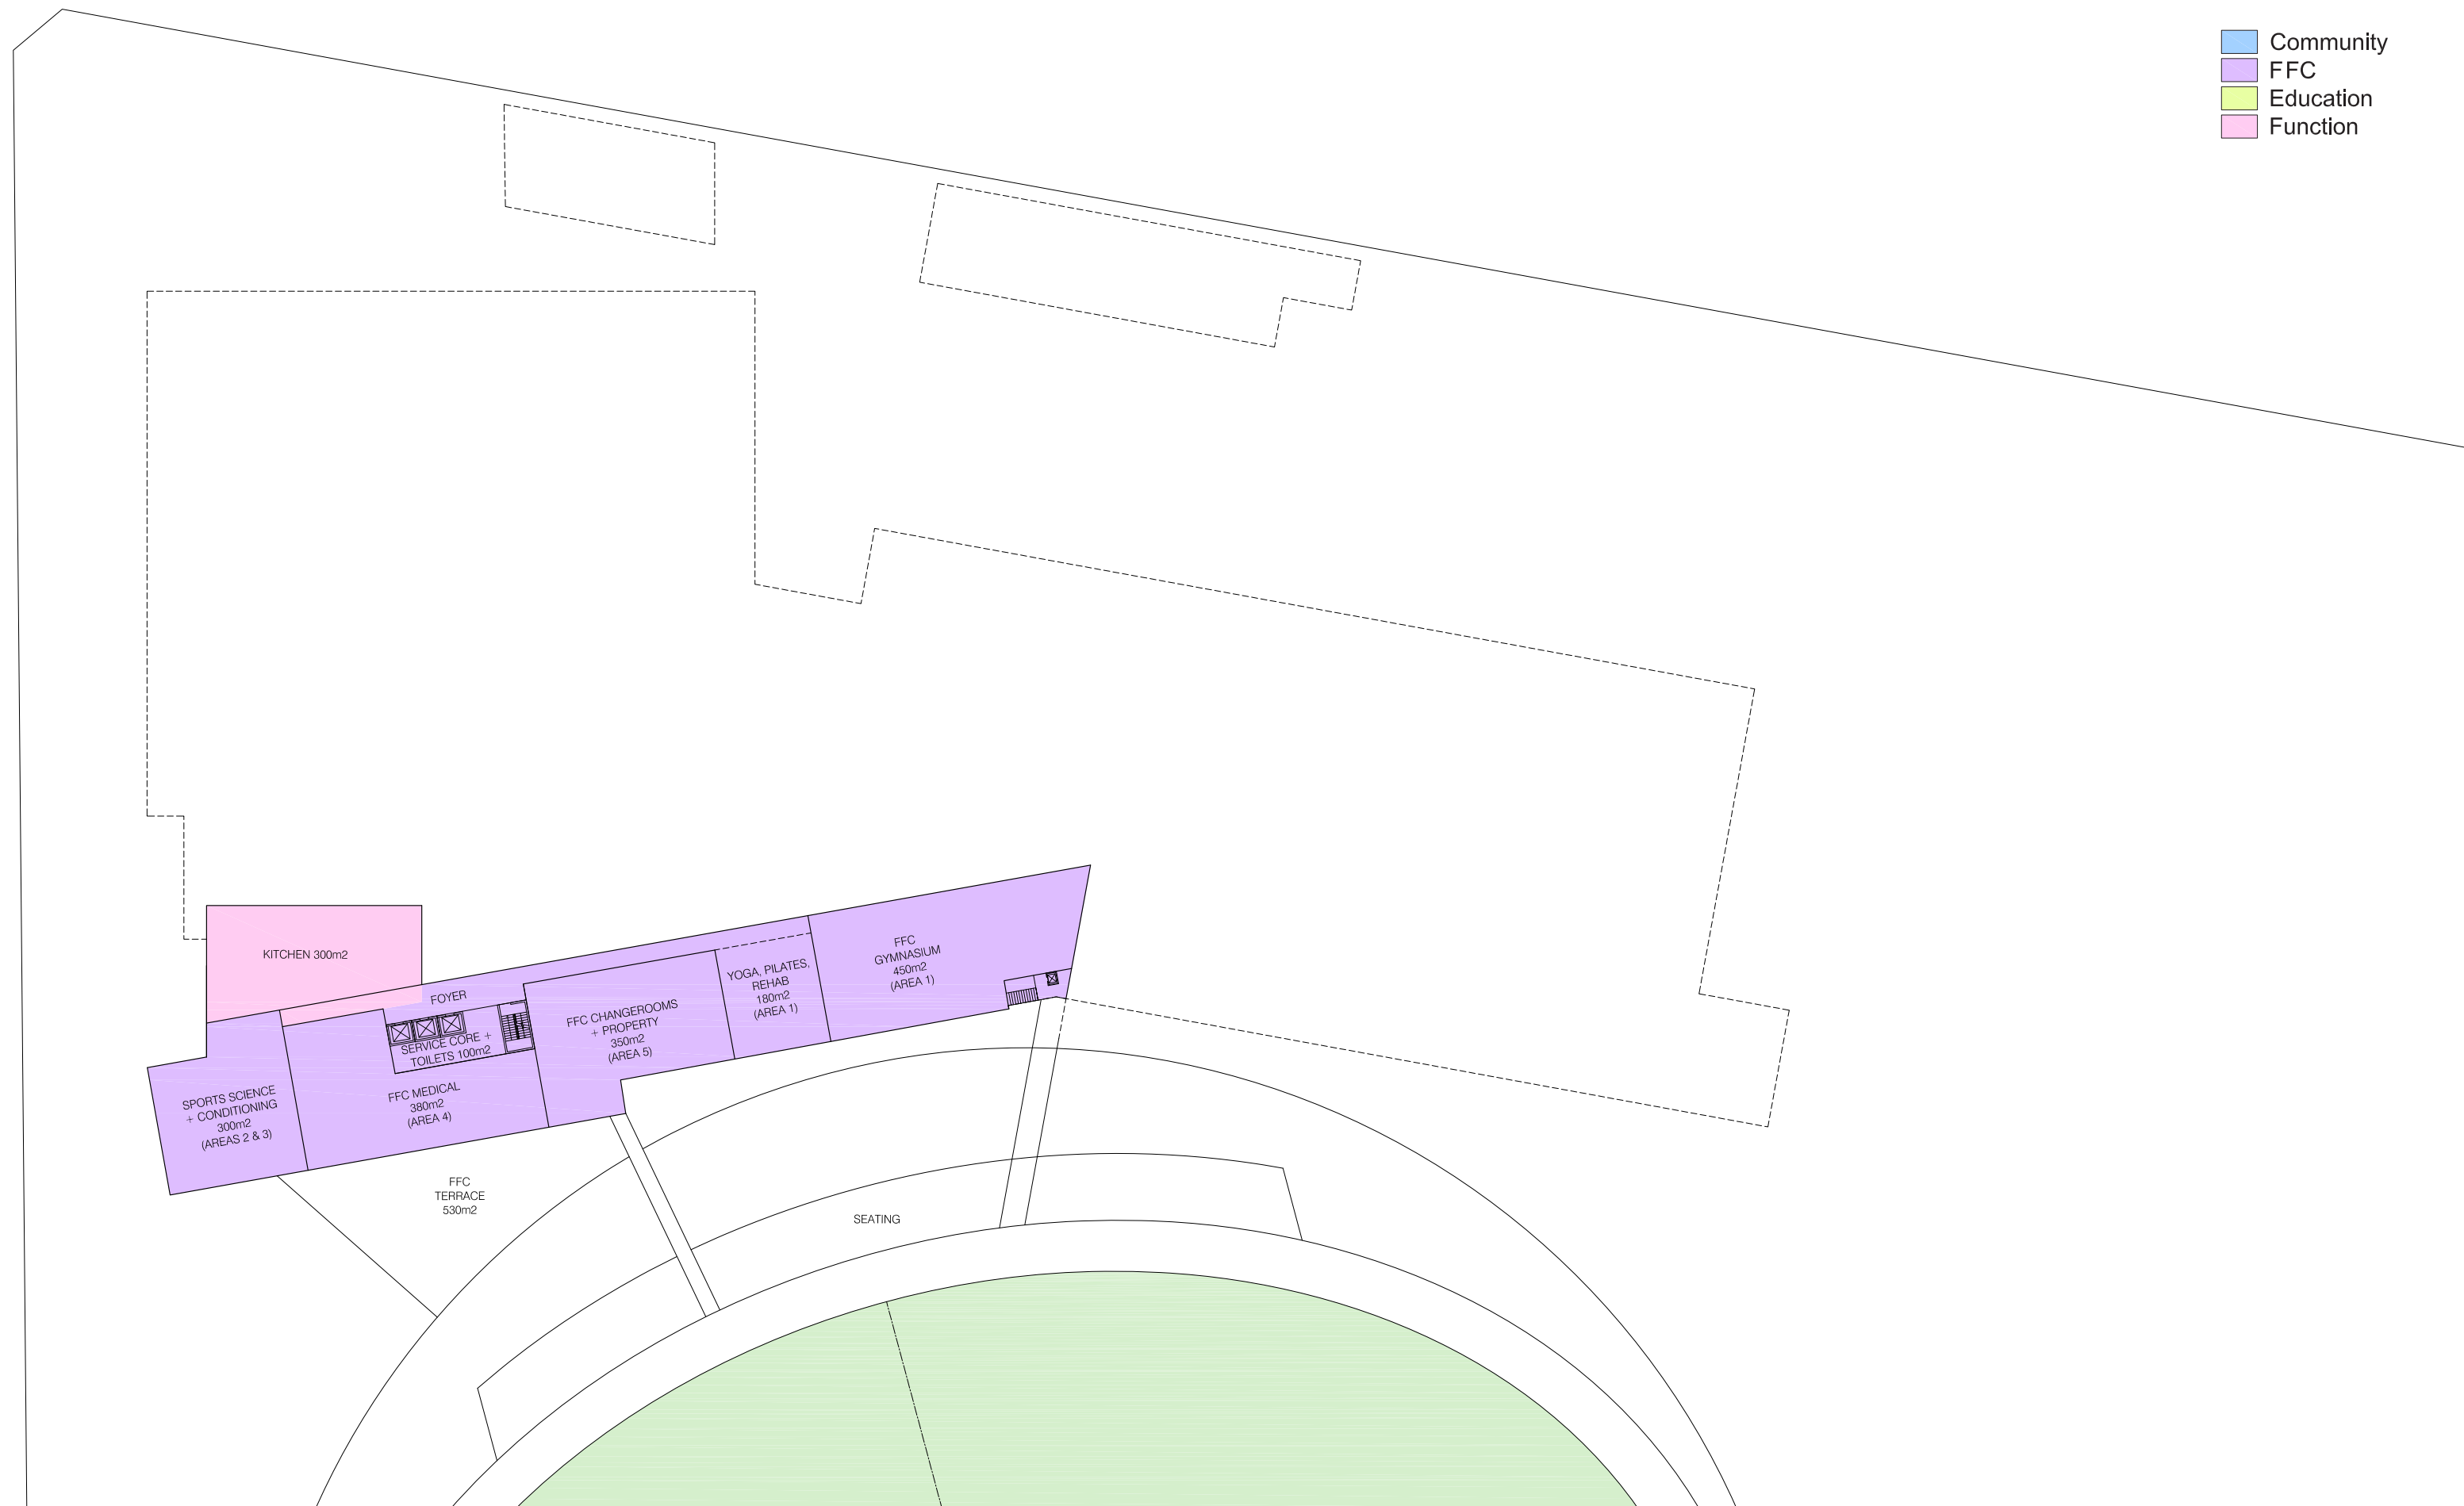 Community
FFC
Education
Function
KITCHEN 300m2
FOYER
SERVICE CORE +
TOILETS 100m2
FFC CHANGEROOMS
+ PROPERTY
350m2
(AREA 5)
YOGA, PILATES,
REHAB
180m2
(AREA 1)
FFC
GYMNASIUM
450m2
(AREA 1)
SPORTS SCIENCE
+ CONDITIONING
300m2
(AREAS 2 & 3)
FFC MEDICAL
380m2
(AREA 4)
FFC
TERRACE
530m2
SEATING